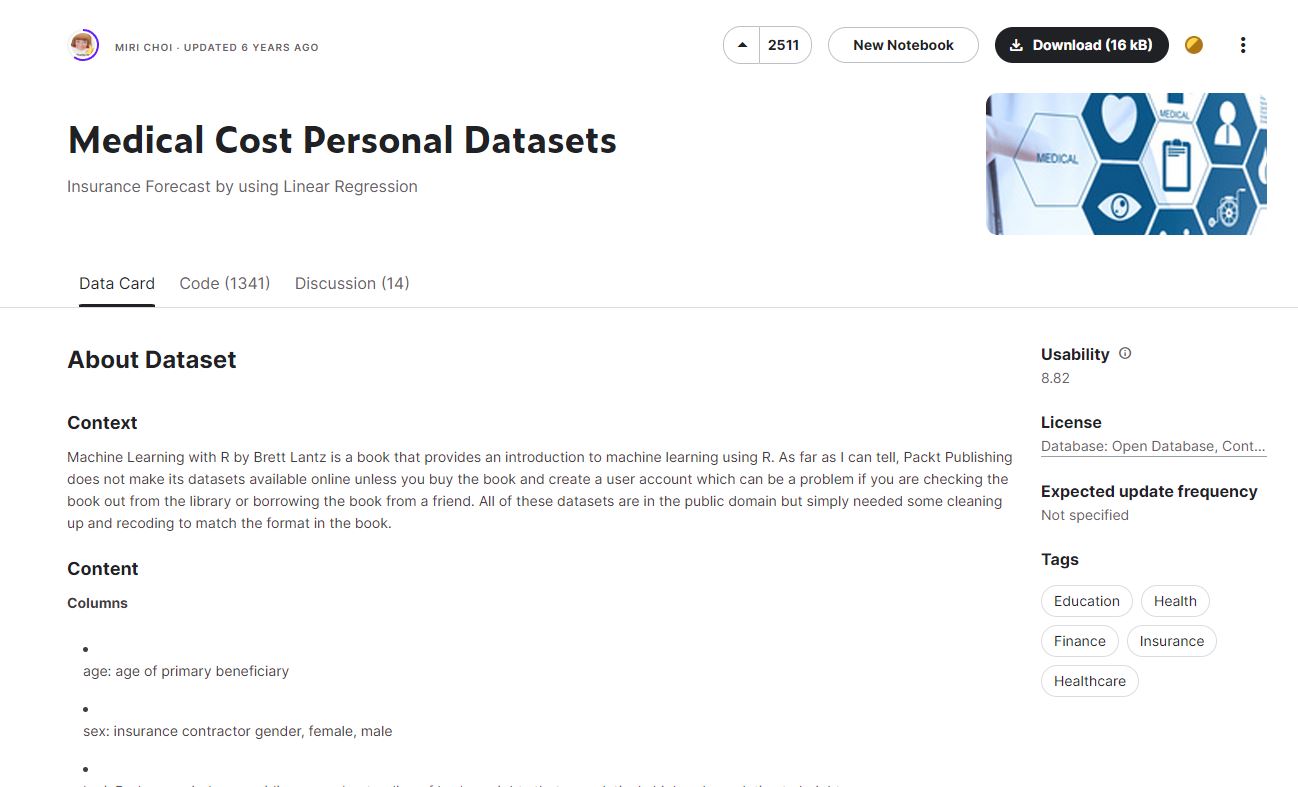 MIRI CHOI · UPDATED 6 YEARS AGO
2511
New Notebook
Download (16 kB)
Medical Cost Personal Datasets
Insurance Forecast by using Linear Regression
MEDICAL
MEDICAL
Data Card
Code (1341)
Discussion (14)
About Dataset
Context
Machine Learning with R by Brett Lantz is a book that provides an introduction to machine learning using R. As far as I can tell, Packt Publishing
does not make its datasets available online unless you buy the book and create a user account which can be a problem if you are checking the
book out from the library or borrowing the book from a friend. All of these datasets are in the public domain but simply needed some cleaning
up and recoding to match the format in the book.
Content
Columns
age: age of primary beneficiary
sex: insurance contractor gender, female, male
Usability
8.82
License
Database: Open Database, Cont...
Expected update frequency
Not specified
Tags
Education
Health
Finance
Insurance
Healthcare